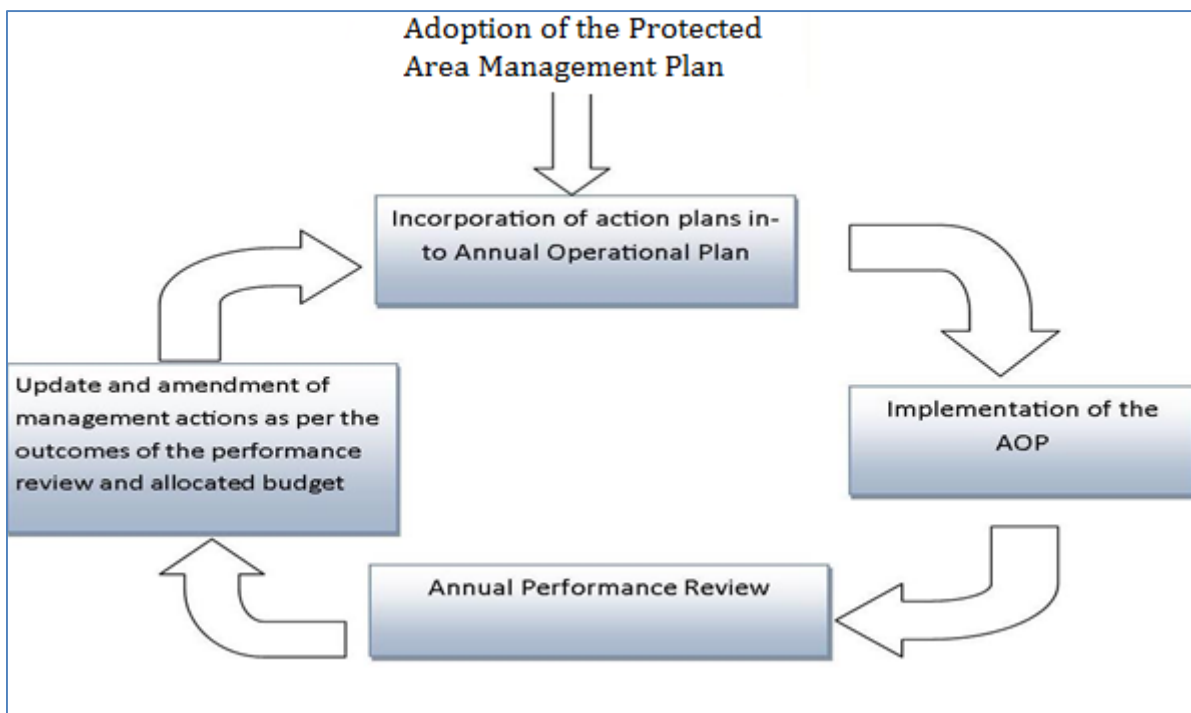 Adoption of the Protected
Area Management Plan
Incorporation of action plans in-
to Annual Operational Plan
Implementation of the
AOP
Annual Performance Review
Update and amendment of
management actions as per the
outcomes of the performance
review and allocated budget